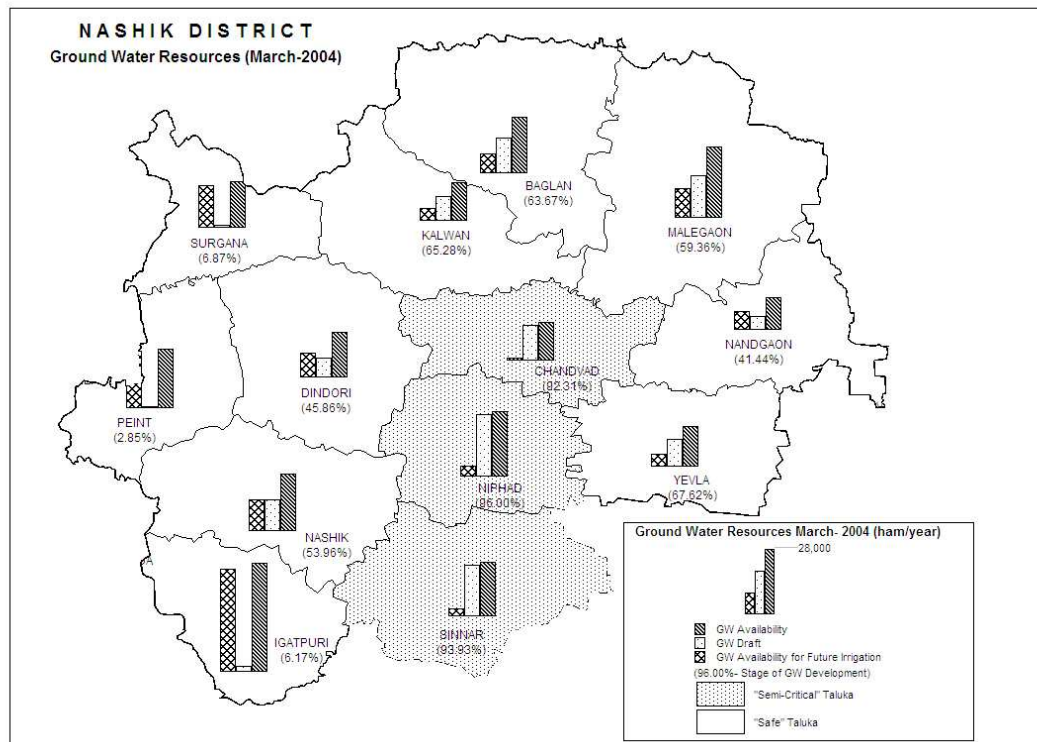 NASHIK DISTRICT
Ground Water Resources (March-2004)
BAGLAN
(63.67%)
KALWAN
(65.28%)
MALEGAON
(59.36%)
SURGANA
(6.87%)
NANDGAON
(41.44%)
CHANDVAD
(92.31%)
DINDORI
(45.86%)
PEINT
(2.85%)
NIPHAD
(96.00%)
YEVLA
(67.62%)
NASHIK
(53.96%)
IGATPURI
(6.17%)
SINNAR
(93.93%)
Ground Water Resources March- 2004 (ham/year)
28,000
GW Availability
GW Draft
GW Availability for Future Irrigation
(96.00%- Stage of GW Development)
"Semi-Critical" Taluka
"Safe" Taluka